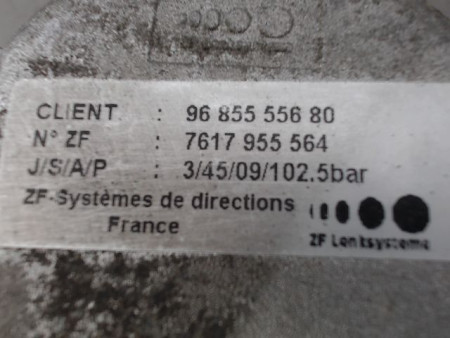 CLIENT : 96 855 556 80
N° ZF : 7617 955 564
J/S/A/P : 3/45/09/102.5bar
ZF-Systèmes de directions
France
ZF Lenksysteme